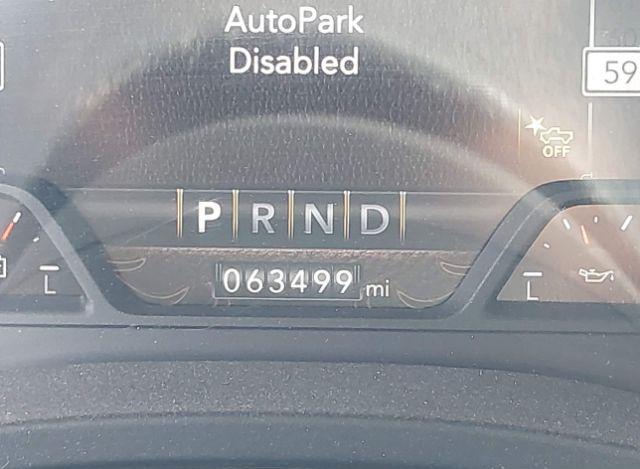 AutoPark
Disabled
59
OFF
P R N D
063499 mi
L
L